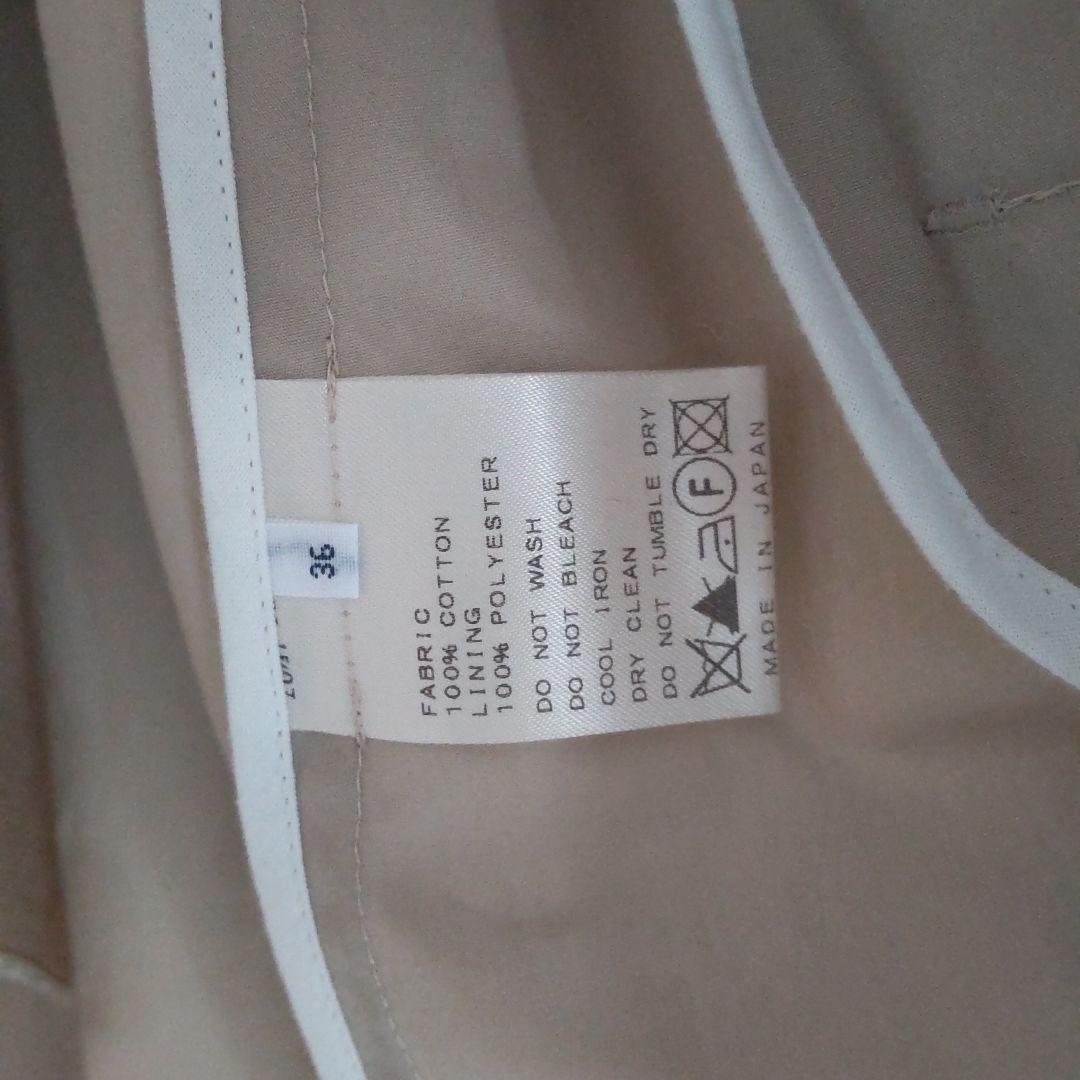 36
FABRIC
100% COTTON
LINING
100% POLYESTER
DO NOT WASH
DO NOT BLEACH
COOL IRON
DRY CLEAN
DO NOT TUMBLE DRY
F
MADE IN JAPAN